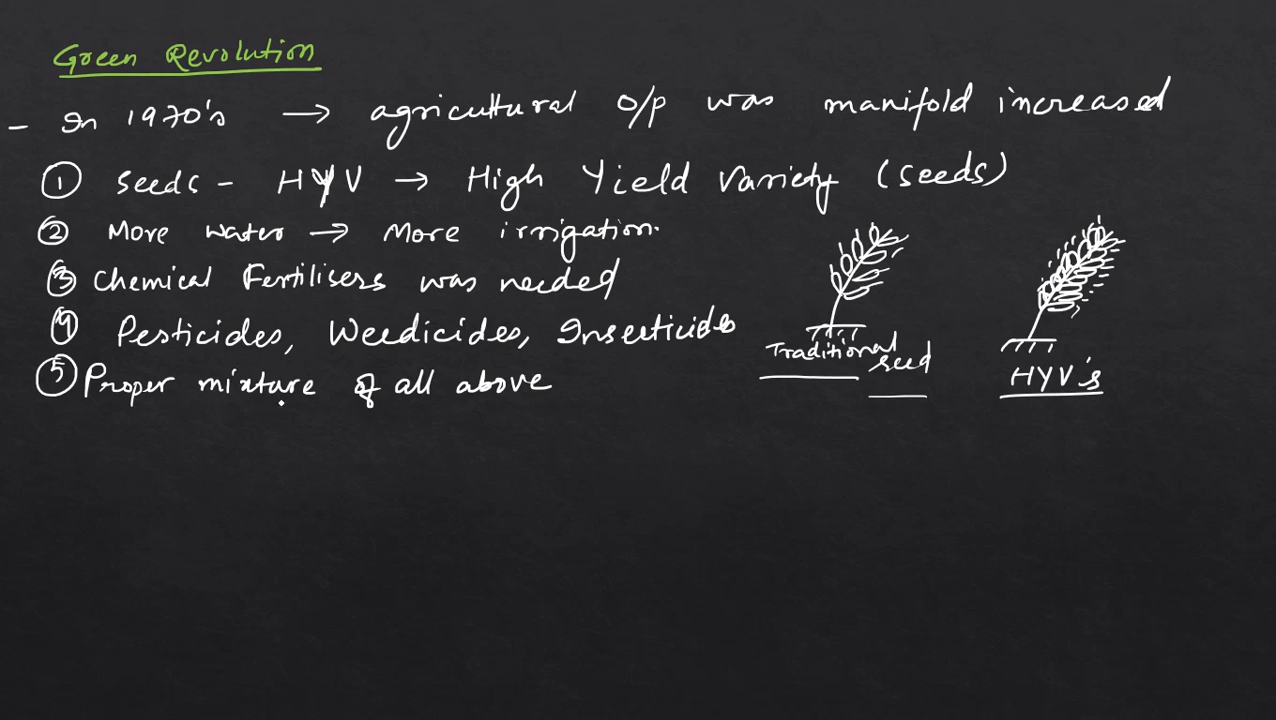 Green Revolution
- In 1970's → agricultural o/p was manifold increased
① Seeds - HYV → High Yield Variety (seeds)
② More water → More irrigation.
③ Chemical Fertilisers was needed
④ Pesticides, Weedicides, Insecticides
⑤ Proper mixture of all above
Traditional seed
HYV's